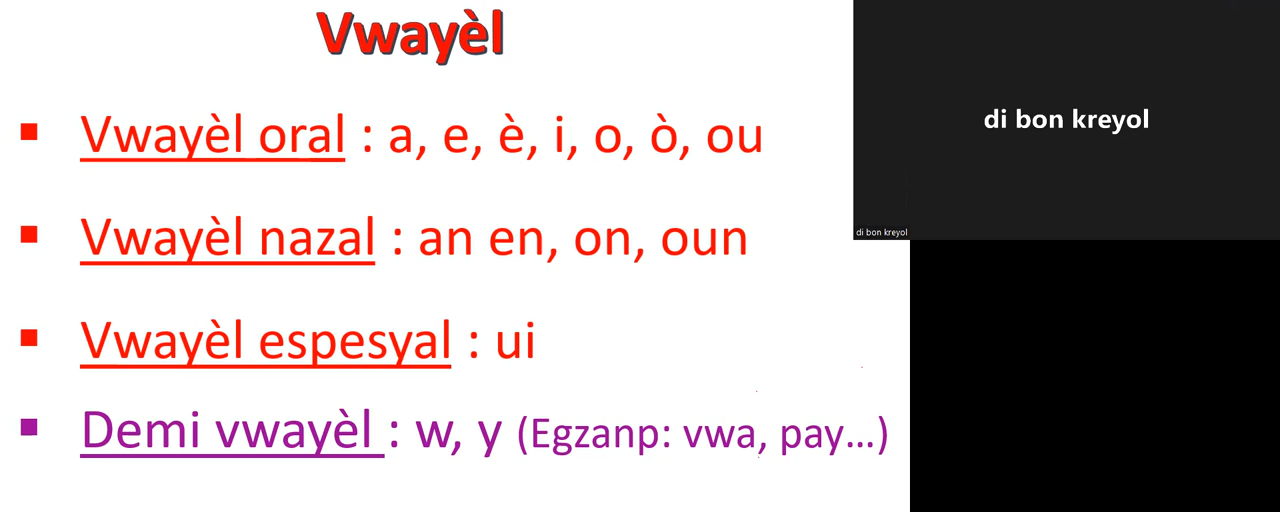 Vwayèl
▪ Vwayèl oral : a, e, è, i, o, ò, ou
▪ Vwayèl nazal : an en, on, oun
▪ Vwayèl espesyal : ui
▪ Demi vwayèl : w, y (Egzanp: vwa, pay...)
di bon kreyol
di bon kreyol